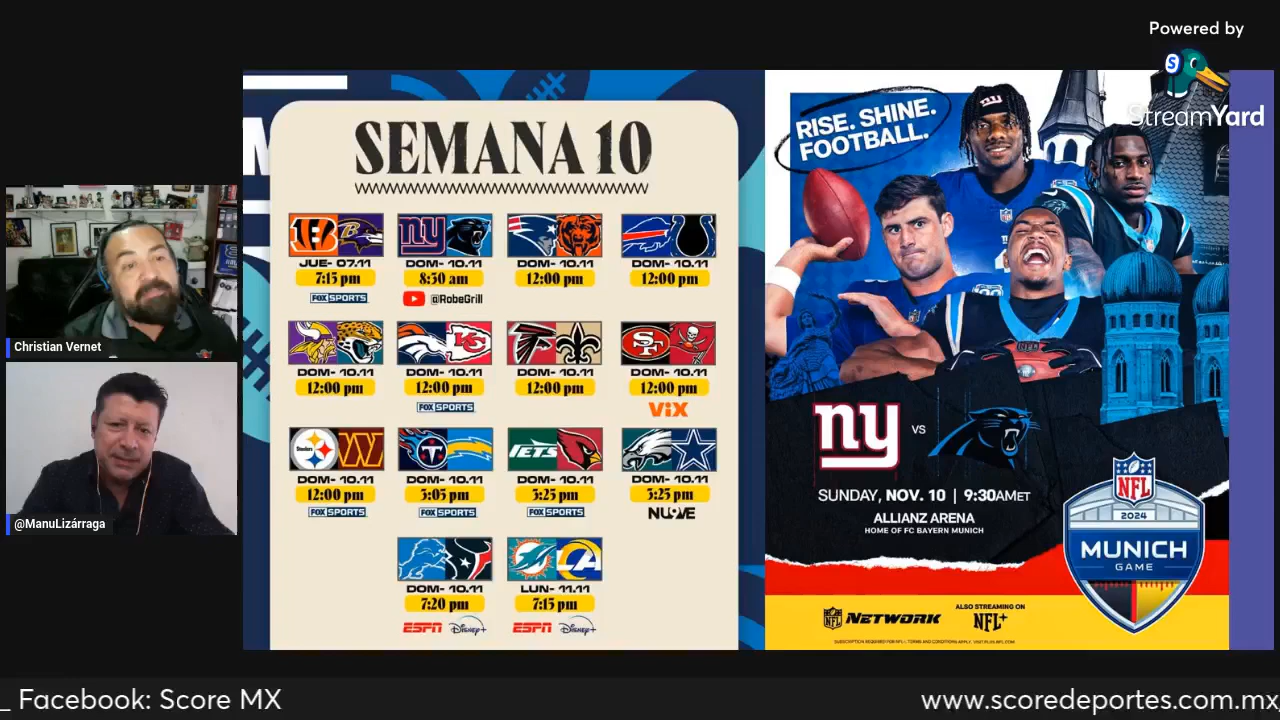 Powered by
S
StreamYard
SEMANA 10
JUE- 07.11
7:15 pm
FOX SPORTS
NY
DOM- 10.11
8:30 am
@RobeGrill
DOM- 10.11
12:00 pm
DOM- 10.11
12:00 pm
DOM- 10.11
12:00 pm
DOM- 10.11
12:00 pm
FOX SPORTS
DOM- 10.11
12:00 pm
SF
DOM- 10.11
12:00 pm
ViX
Steelers
W
DOM- 10.11
12:00 pm
FOX SPORTS
DOM- 10.11
3:05 pm
FOX SPORTS
JETS
DOM- 10.11
3:25 pm
FOX SPORTS
DOM- 10.11
3:25 pm
NU9VE
DOM- 10.11
7:20 pm
ESPN Disney+
LUN- 11.11
7:15 pm
ESPN Disney+
RISE. SHINE.
FOOTBALL.
ny VS
SUNDAY, NOV. 10 | 9:30AM ET
ALLIANZ ARENA
HOME OF FC BAYERN MUNICH
NFL
2024
MUNICH
GAME
NFL NETWORK
ALSO STREAMING ON
NFL+
Christian Vernet
@ManuLizárraga
_ Facebook: Score MX
www.scoredeportes.com.mx